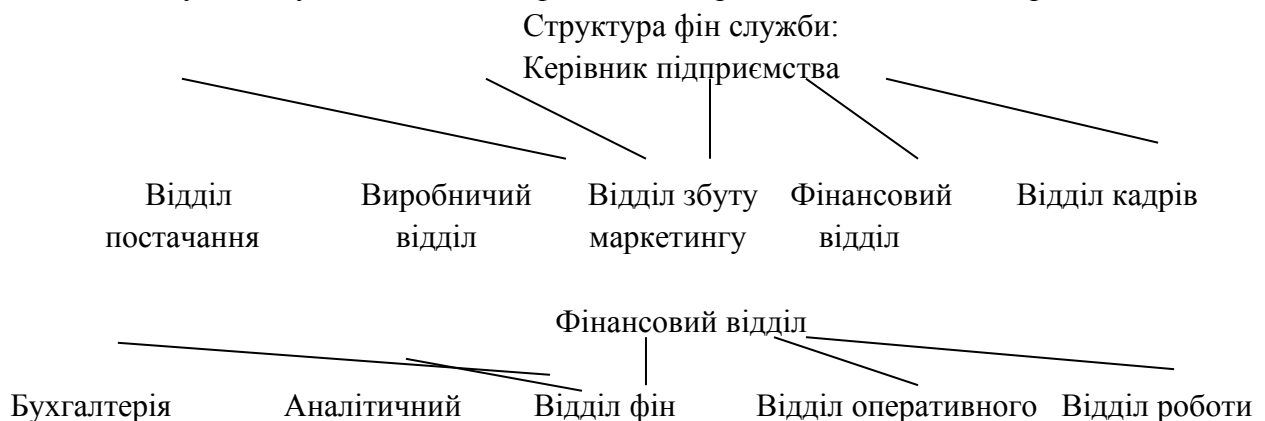 Структура фін служби:
Керівник підприємства
Відділ Виробничий Відділ збуту Фінансовий Відділ кадрів
постачання відділ маркетингу відділ
Фінансовий відділ
Бухгалтерія Аналітичний Відділ фін Відділ оперативного Відділ роботи